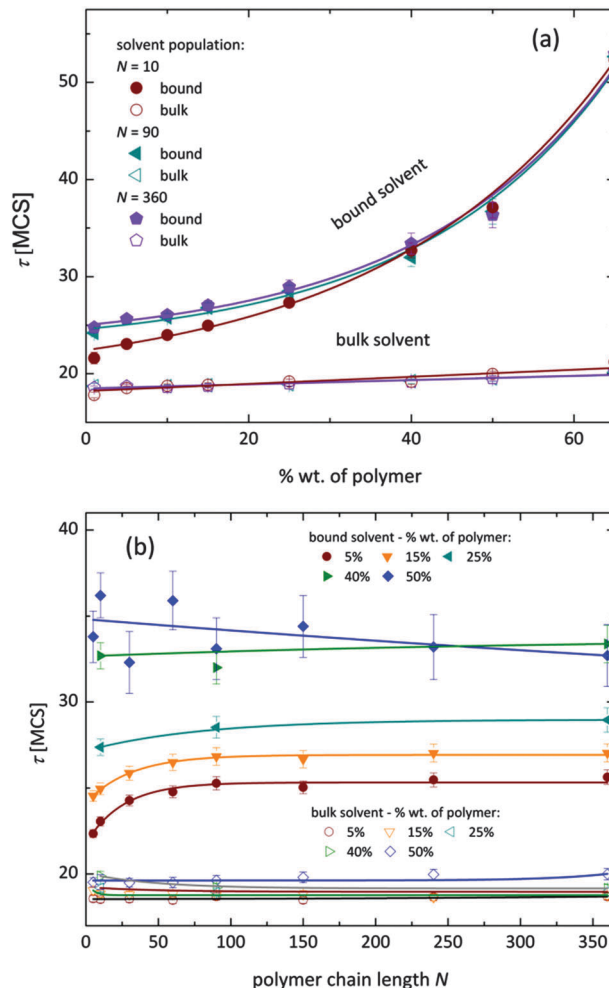 (a)
solvent population:
N = 10
bound
bulk
N = 90
bound
bulk
N = 360
bound
bulk
bound solvent
bulk solvent
τ [MCS]
50
40
30
20
0 20 40 60
% wt. of polymer
(b)
bound solvent - % wt. of polymer:
5% 15% 25%
40% 50%
bulk solvent - % wt. of polymer:
5% 15% 25%
40% 50%
τ [MCS]
40
30
20
0 50 100 150 200 250 300 350
polymer chain length N